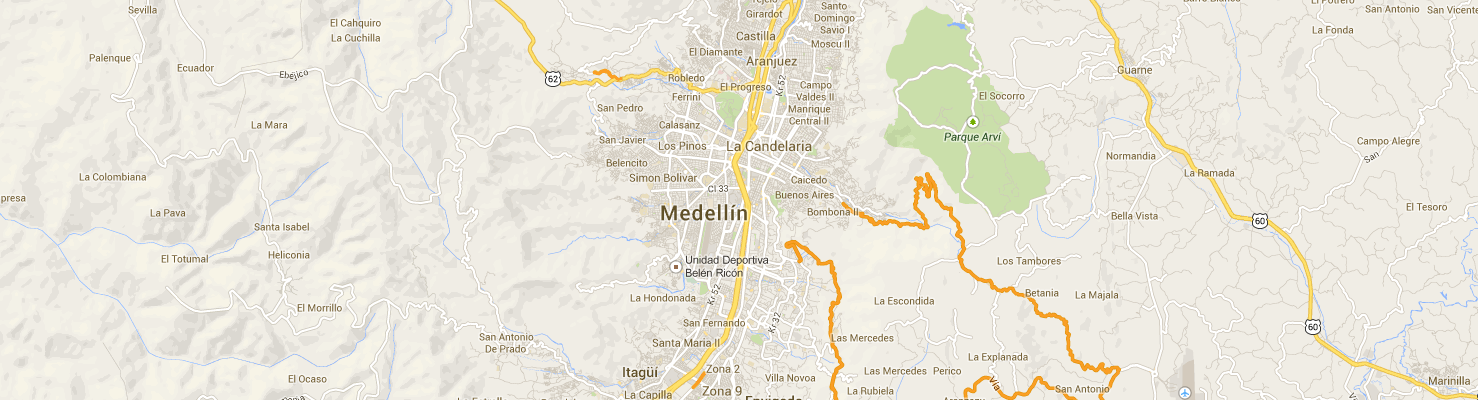 Sevilla
El Cahquiro
La Cuchilla
Palenque
Ecuador
Ebéjico
La Mara
La Colombiana
presa
La Pava
Santa Isabel
Heliconia
El Totumal
El Morrillo
El Ocaso
San Antonio
De Prado
62
Tejelo
Girardot
Castilla
El Diamante
Aranjuez
Santo
Domingo
Savio I
Moscu II
Robledo
Ferrini
El Progreso
Kr 52
Campo
Valdes II
Manrique
Central II
San Pedro
Calasanz
San Javier
Los Pinos
La Candelaria
Belencito
Simon Bolivar
Cl 33
Caicedo
Buenos Aires
Bombona II
Medellín
Unidad Deportiva
Belén Ricón
La Hondonada
Kr 52
San Fernando
Kr 32
Santa Maria II
Itagüí
Zona 2
Zona 9
La Capilla
Villa Novoa
Envigado
Las Mercedes
La Escondida
Las Mercedes
Perico
La Rubiela
La Explanada
Vía
San Antonio
Los Tambores
Betania
La Majala
Bella Vista
Normandia
Parque Arví
El Socorro
Guarne
Barro Blanco
El Potrero
San Antonio
San Vicente
La Fonda
Campo Alegre
San
La Ramada
El Tesoro
60
60
Marinilla